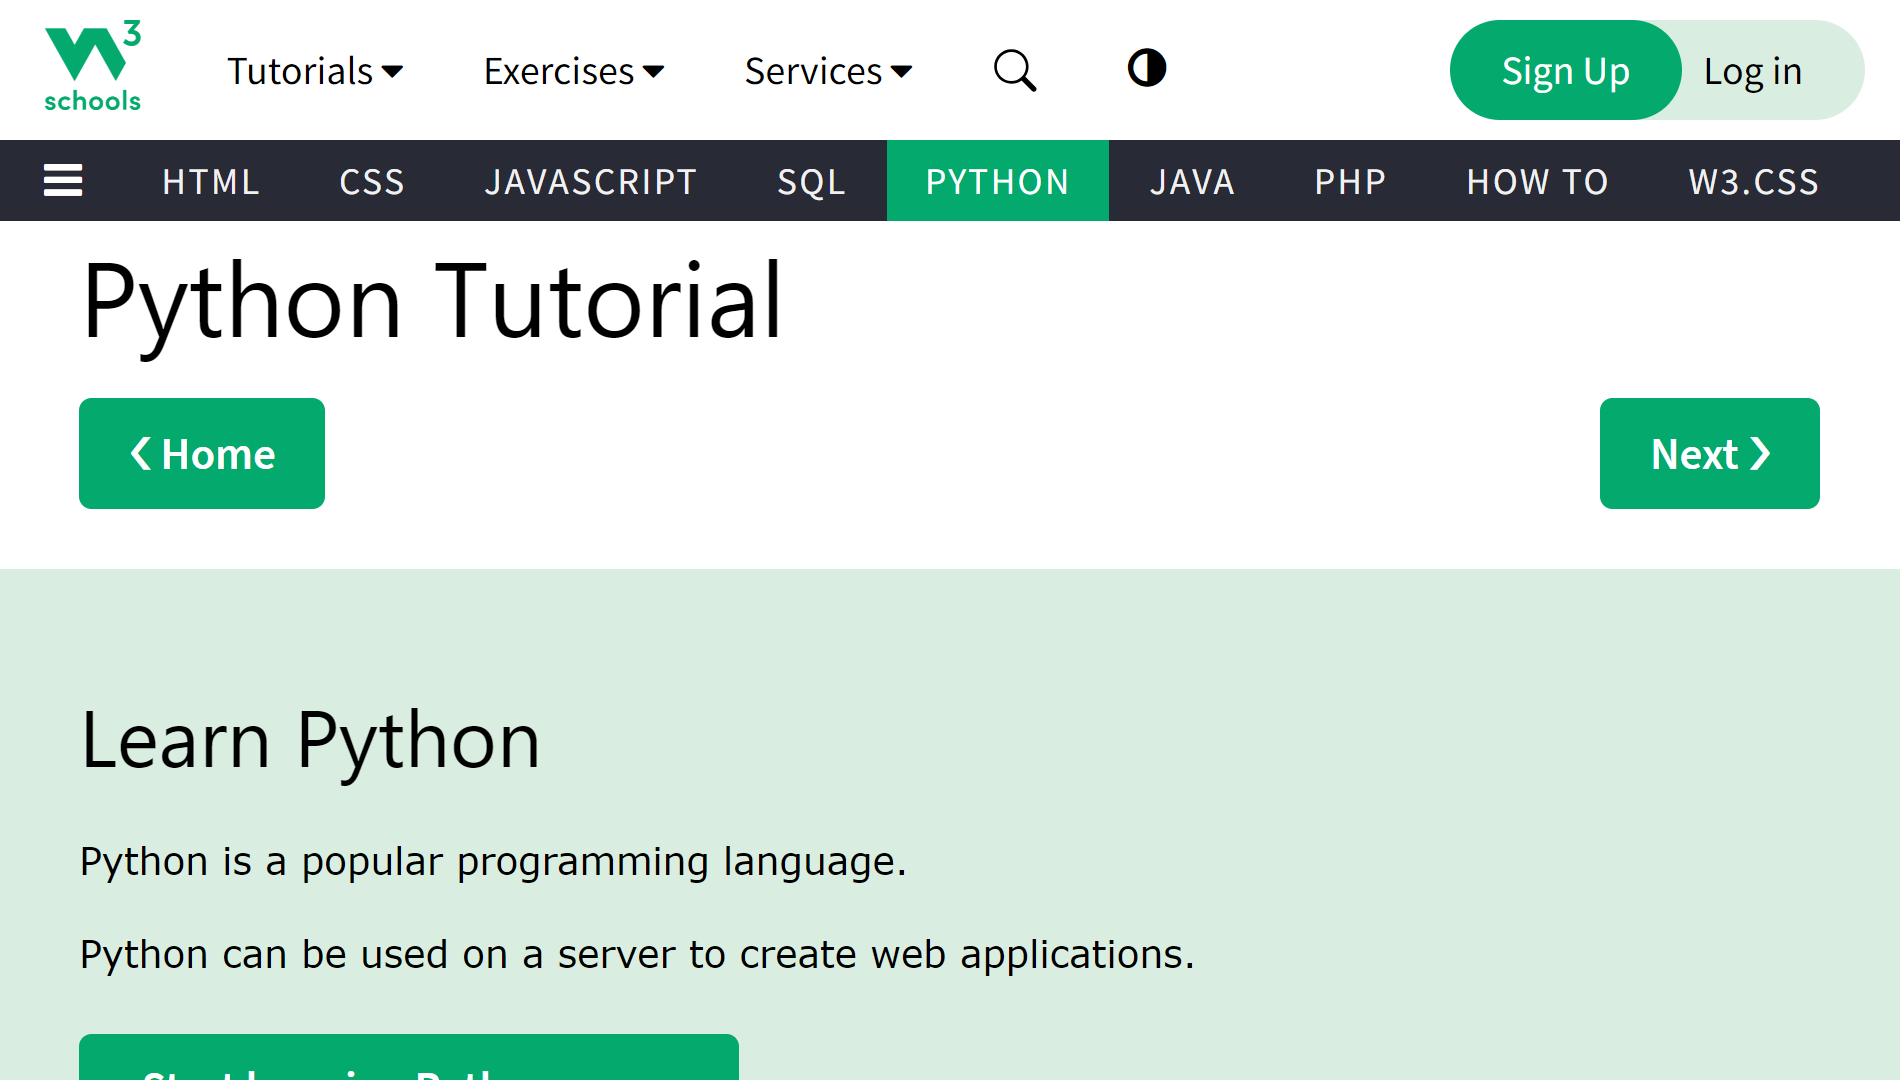 W3 schools
Tutorials Exercises Services Sign Up Log in
HTML CSS JAVASCRIPT SQL PYTHON JAVA PHP HOW TO W3.CSS
Python Tutorial
❮ Home Next ❯
Learn Python
Python is a popular programming language.
Python can be used on a server to create web applications.